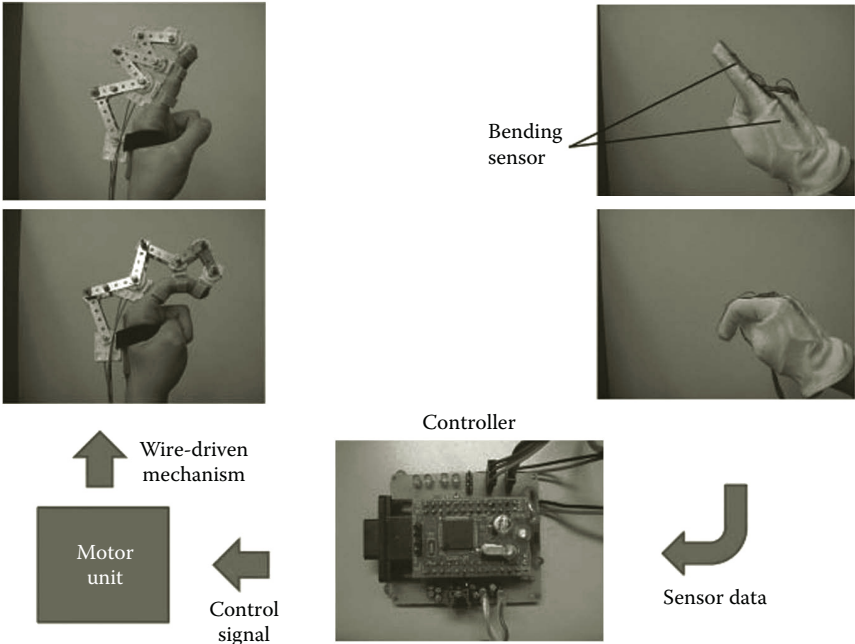 Bending
sensor
Controller
Wire-driven
mechanism
Motor
unit
Control
signal
Sensor data